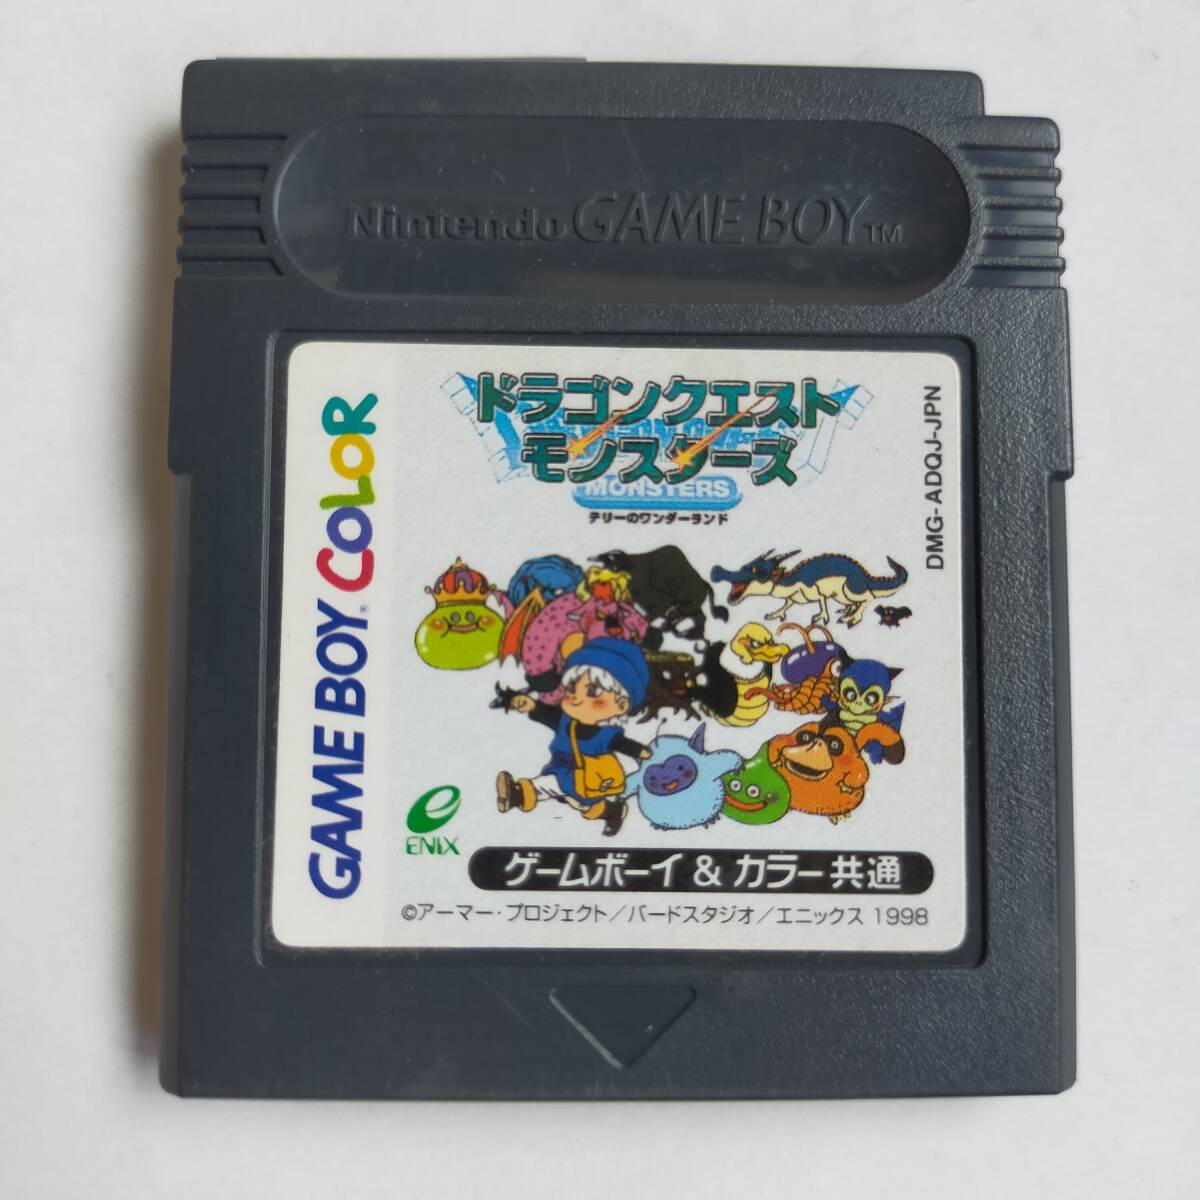 Nintendo GAME BOY™
GAME BOY® COLOR
ドラゴンクエスト
モンスターズ
MONSTERS
テリーのワンダーランド
DMG-ADQJ-JPN
ENIX
ゲームボーイ & カラー共通
©アーマー・プロジェクト/バードスタジオ/エニックス 1998